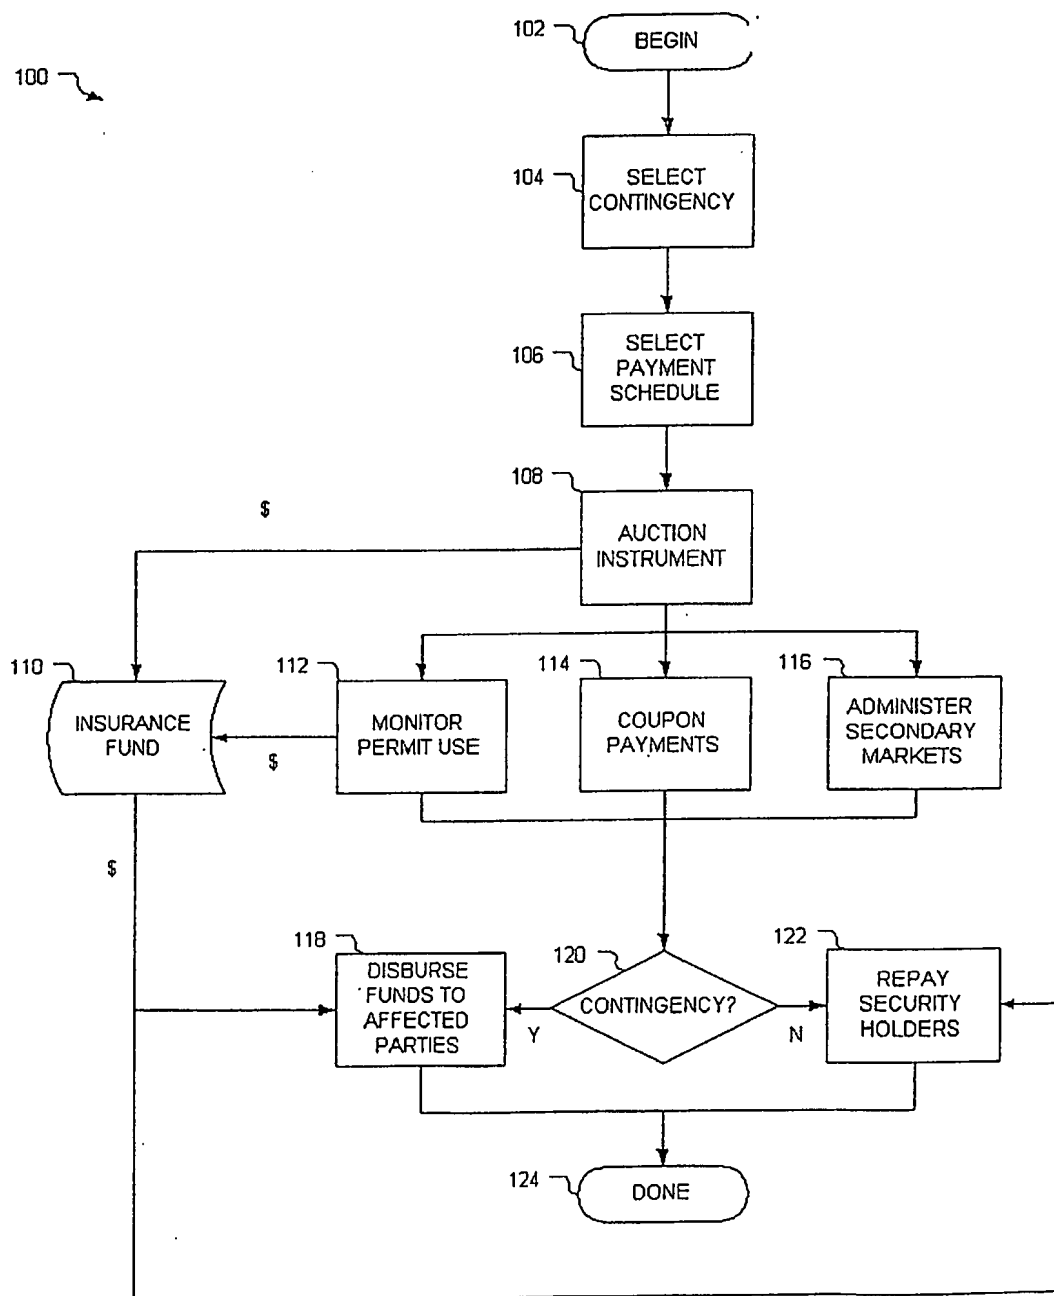 102
BEGIN
100
104
SELECT
CONTINGENCY
106
SELECT
PAYMENT
SCHEDULE
108
$
AUCTION
INSTRUMENT
110
112
114
116
INSURANCE
FUND
$
MONITOR
PERMIT USE
COUPON
PAYMENTS
ADMINISTER
SECONDARY
MARKETS
$
118
120
122
DISBURSE
FUNDS TO
AFFECTED
PARTIES
Y
CONTINGENCY?
N
REPAY
SECURITY
HOLDERS
124
DONE